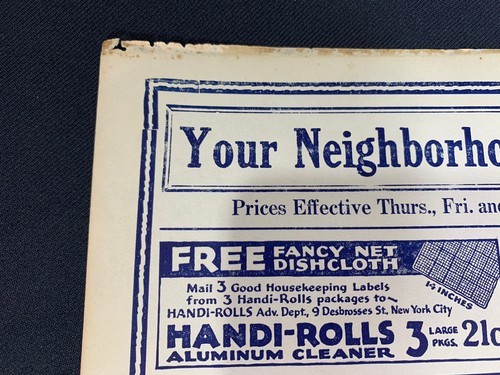 Your Neighborho
Prices Effective Thurs., Fri. and
FREE FANCY NET DISHCLOTH
14 INCHES
Mail 3 Good Housekeeping Labels
from 3 Handi-Rolls packages to
HANDI-ROLLS Adv. Dept., 9 Desbrosses St., New York City
HANDI-ROLLS 3 LARGE PKGS. 21c
ALUMINUM CLEANER